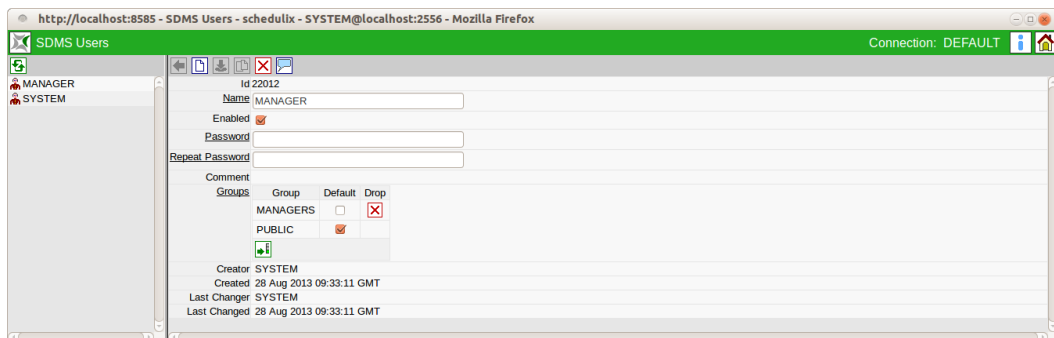 http://localhost:8585 - SDMS Users - schedulix - SYSTEM@localhost:2556 - Mozilla Firefox
SDMS Users
Connection: DEFAULT
MANAGER
SYSTEM
Id 22012
Name MANAGER
Enabled
Password
Repeat Password
Comment
Groups Group Default Drop
MANAGERS
PUBLIC
Creator SYSTEM
Created 28 Aug 2013 09:33:11 GMT
Last Changer SYSTEM
Last Changed 28 Aug 2013 09:33:11 GMT